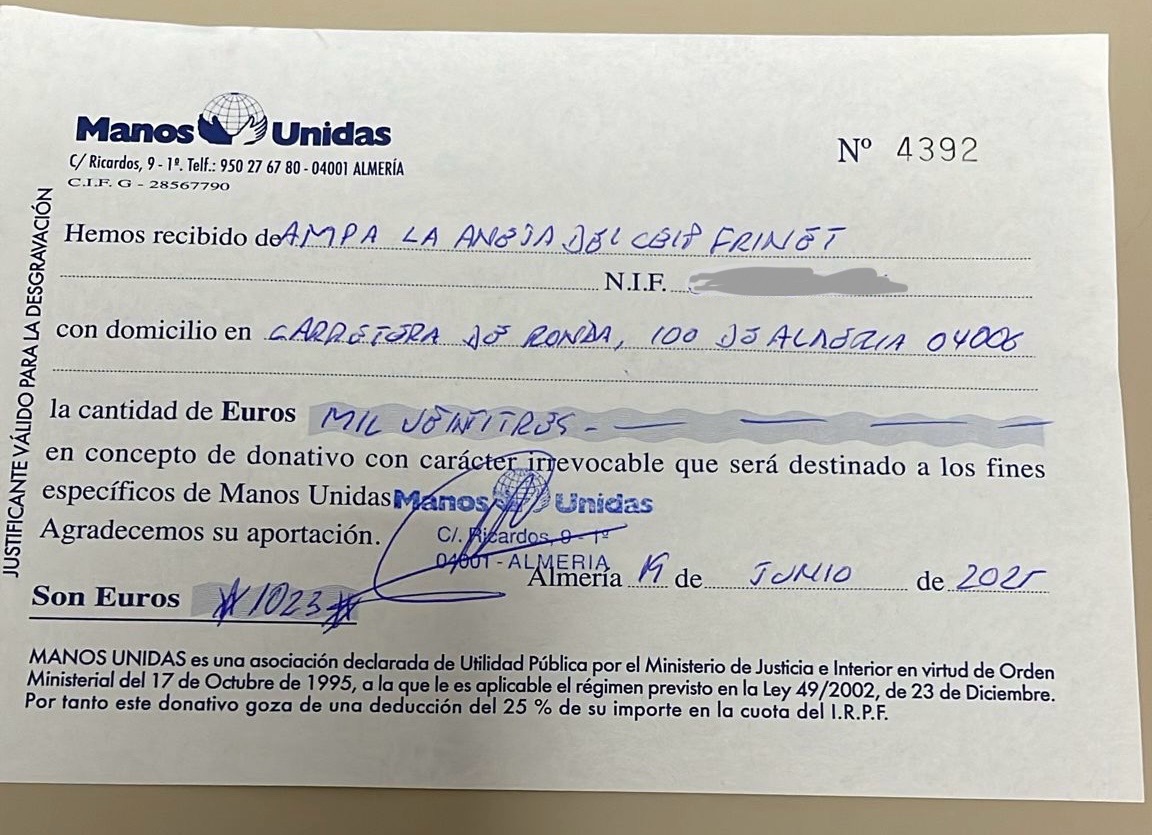 Manos Unidas
C/ Ricardos, 9 - 1º. Telf.: 950 27 67 80 - 04001 ALMERÍA
C.I.F. G - 28567790
Nº 4392
JUSTIFICANTE VÁLIDO PARA LA DESGRAVACIÓN
Hemos recibido de AMPA LA ANEJA DEL CEIP FRINET
N.I.F.
con domicilio en CARRETERA DE RONDA, 100 DE ALMERIA 04006
la cantidad de Euros MIL VEINTITRES.-
en concepto de donativo con carácter irrevocable que será destinado a los fines
específicos de Manos Unidas
Manos Unidas
Agradecemos su aportación.
C/. Ricardos, 9 - 1º
04001 - ALMERIA
Almería 19 de JUNIO de 2025
Son Euros #1023#
MANOS UNIDAS es una asociación declarada de Utilidad Pública por el Ministerio de Justicia e Interior en virtud de Orden
Ministerial del 17 de Octubre de 1995, a la que le es aplicable el régimen previsto en la Ley 49/2002, de 23 de Diciembre.
Por tanto este donativo goza de una deducción del 25 % de su importe en la cuota del I.R.P.F.